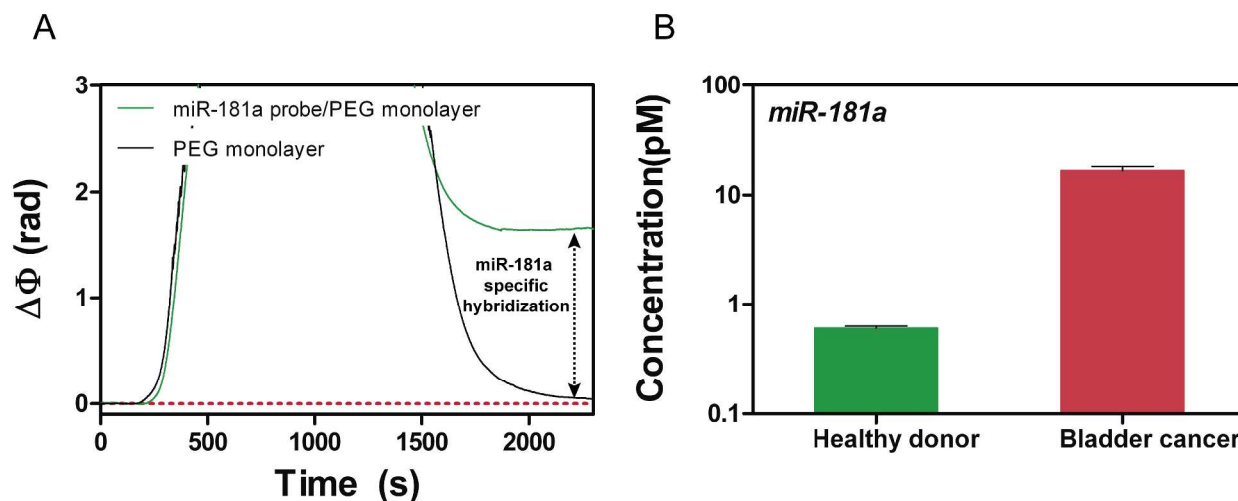 A
3
2
1
0
ΔΦ (rad)
miR-181a probe/PEG monolayer
PEG monolayer
miR-181a
specific
hybridization
0
500
1000
1500
2000
Time (s)
B
100
10
1
0.1
Concentration(pM)
miR-181a
Healthy donor
Bladder cancer